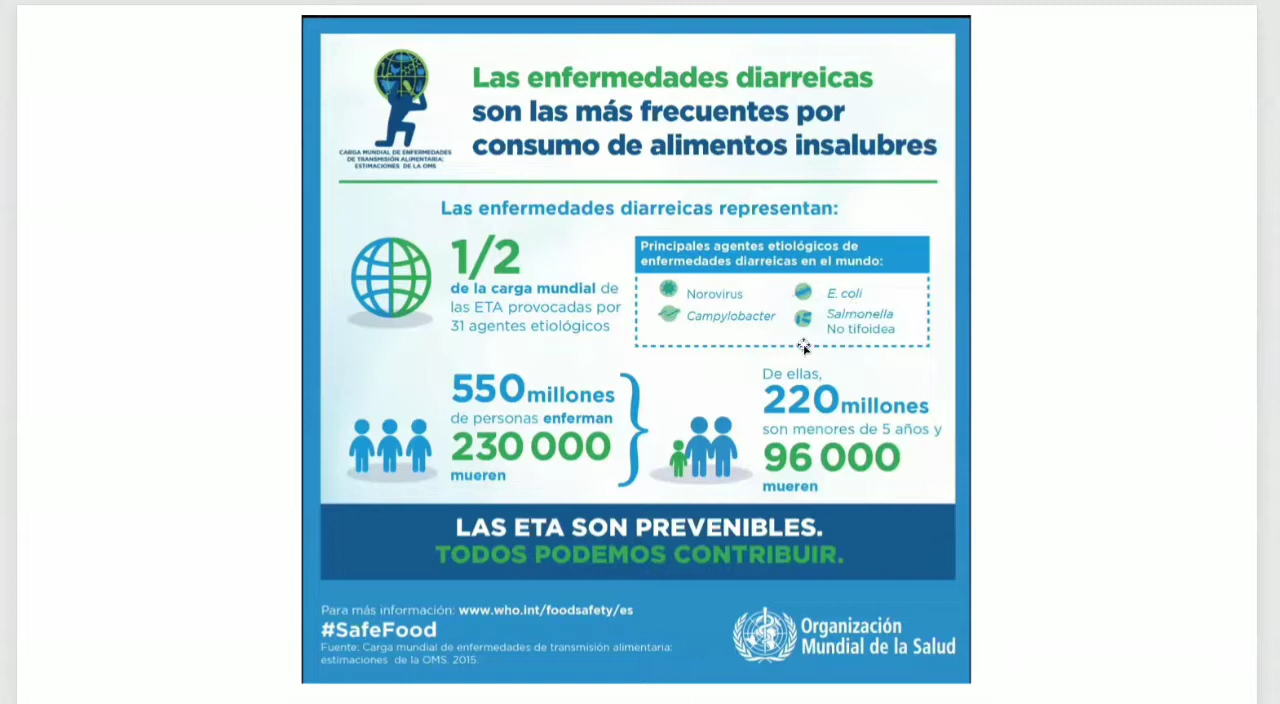 Las enfermedades diarreicas
son las más frecuentes por
consumo de alimentos insalubres
CARGA MUNDIAL DE ENFERMEDADES
DE TRANSMISIÓN ALIMENTARIA:
ESTIMACIONES DE LA OMS
Las enfermedades diarreicas representan:
1/2
de la carga mundial de
las ETA provocadas por
31 agentes etiológicos
Principales agentes etiológicos de
enfermedades diarreicas en el mundo:
Norovirus
Campylobacter
E. coli
Salmonella
No tifoidea
550 millones
de personas enferman
230 000
mueren
De ellas,
220 millones
son menores de 5 años y
96 000
mueren
LAS ETA SON PREVENIBLES.
TODOS PODEMOS CONTRIBUIR.
Para más información: www.who.int/foodsafety/es
#SafeFood
Fuente: Carga mundial de enfermedades de transmisión alimentaria:
estimaciones de la OMS. 2015.
Organización
Mundial de la Salud